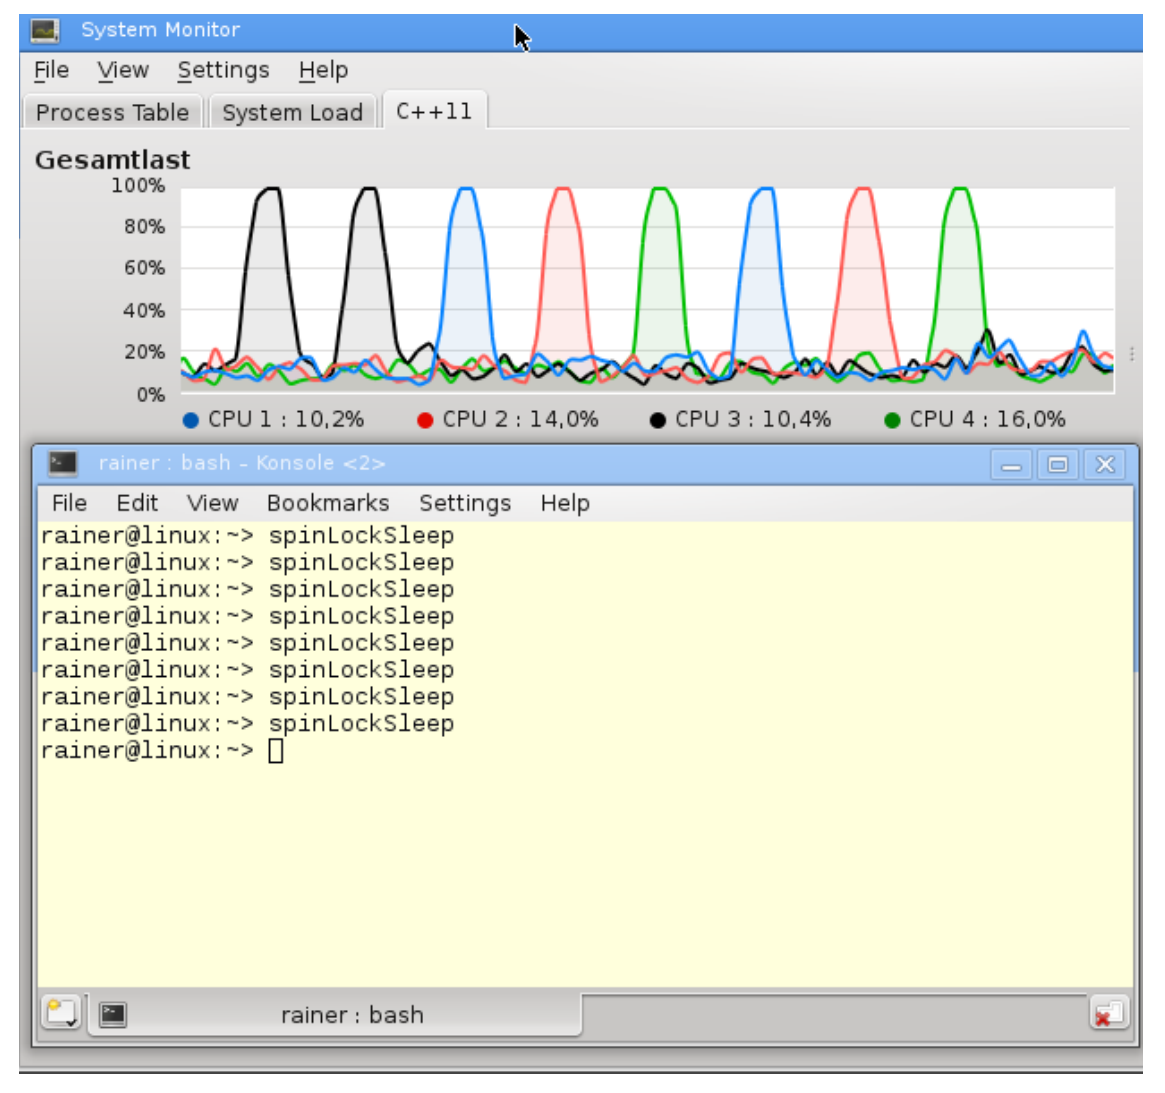 System Monitor
File View Settings Help
Process Table System Load C++11
Gesamtlast
100%
80%
60%
40%
20%
0%
CPU 1 : 10,2% CPU 2 : 14,0% CPU 3 : 10,4% CPU 4 : 16,0%
rainer : bash – Konsole <2>
File Edit View Bookmarks Settings Help
rainer@linux:~> spinLockSleep
rainer@linux:~> spinLockSleep
rainer@linux:~> spinLockSleep
rainer@linux:~> spinLockSleep
rainer@linux:~> spinLockSleep
rainer@linux:~> spinLockSleep
rainer@linux:~> spinLockSleep
rainer@linux:~> spinLockSleep
rainer@linux:~>
rainer : bash